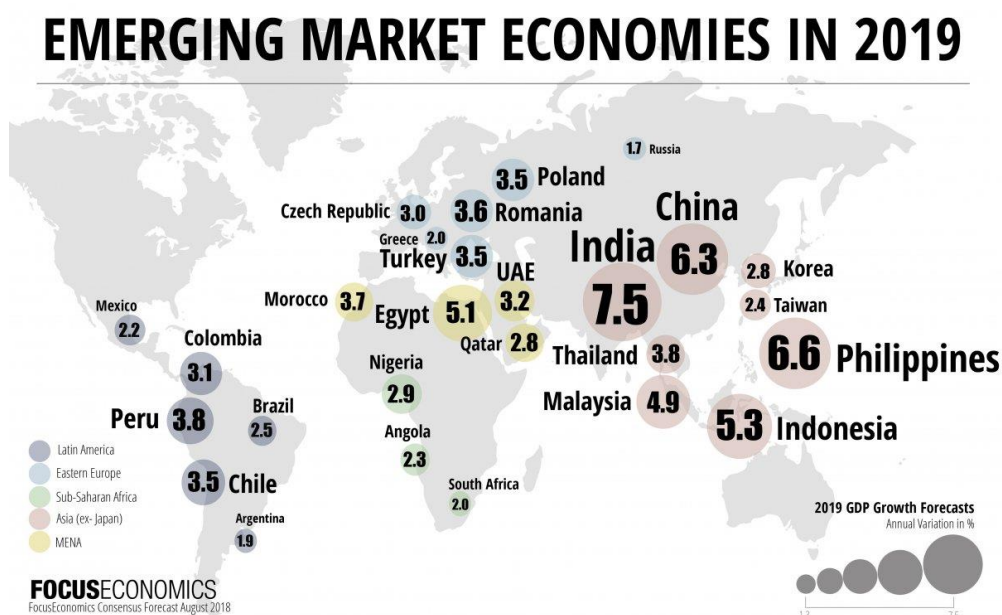 EMERGING MARKET ECONOMIES IN 2019
1.7 Russia
3.5 Poland
Czech Republic 3.0
3.6 Romania
China
6.3
Greece 2.0
Turkey 3.5
India
7.5
UAE
3.2
2.8 Korea
Morocco 3.7
Egypt 5.1
2.4 Taiwan
Mexico
2.2
Qatar 2.8
Colombia
3.1
Thailand 3.8
6.6 Philippines
Nigeria
2.9
Malaysia 4.9
Peru 3.8
Brazil
2.5
5.3 Indonesia
Angola
2.3
Chile
3.5
South Africa
2.0
Argentina
1.9
Latin America
Eastern Europe
Sub-Saharan Africa
Asia (ex- Japan)
MENA
2019 GDP Growth Forecasts
Annual Variation in %
FOCUSECONOMICS
FocusEconomics Consensus Forecast August 2018